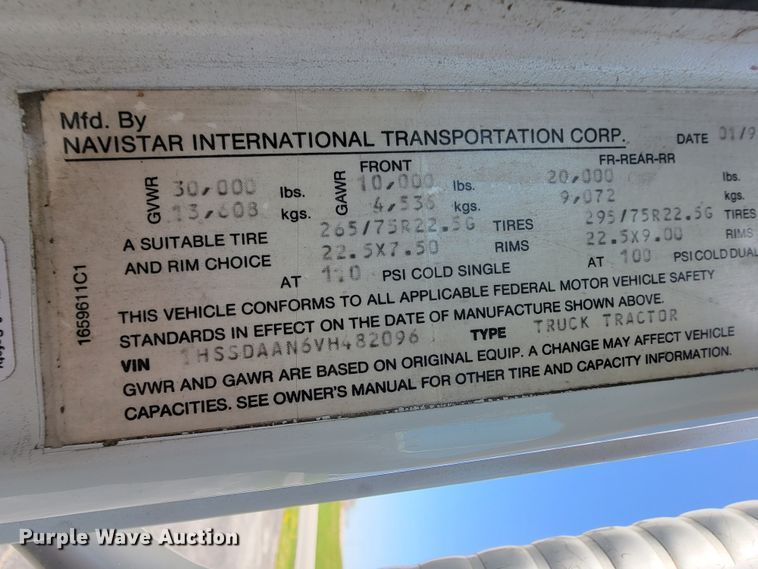 Mfd. By
NAVISTAR INTERNATIONAL TRANSPORTATION CORP. DATE 01/9
FRONT FR-REAR-RR
GVWR 30,000 lbs. GAWR 10,000 lbs. 20,000 lbs.
13,608 kgs. 4,536 kgs. 9,072 kgs.
A SUITABLE TIRE 265/75R22.5G TIRES 295/75R22.5G TIRES
AND RIM CHOICE 22.5X7.50 RIMS 22.5X9.00 RIMS
AT 110 PSI COLD SINGLE AT 100 PSI COLD DUAL
THIS VEHICLE CONFORMS TO ALL APPLICABLE FEDERAL MOTOR VEHICLE SAFETY
STANDARDS IN EFFECT ON THE DATE OF MANUFACTURE SHOWN ABOVE.
VIN 1HSSDAAN6VH482096 TYPE TRUCK TRACTOR
GVWR AND GAWR ARE BASED ON ORIGINAL EQUIP. A CHANGE MAY AFFECT VEHICLE
CAPACITIES. SEE OWNER'S MANUAL FOR OTHER TIRE AND CAPACITY INFORMATION.
1659611C1
Purple Wave Auction